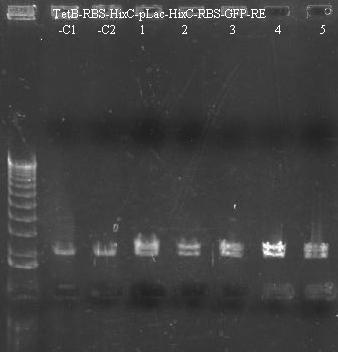 TetB-RBS-HixC-pLac-HixC-RBS-GFP-RE
-C1 -C2 1 2 3 4 5